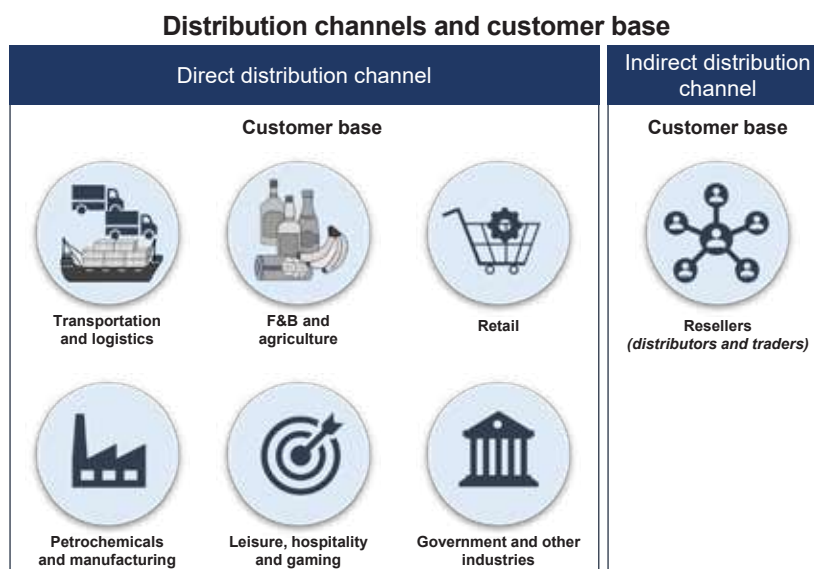 Distribution channels and customer base
Direct distribution channel
Customer base
Transportation
and logistics
F&B and
agriculture
Retail
Petrochemicals
and manufacturing
Leisure, hospitality
and gaming
Government and other
industries
Indirect distribution
channel
Customer base
Resellers
(distributors and traders)